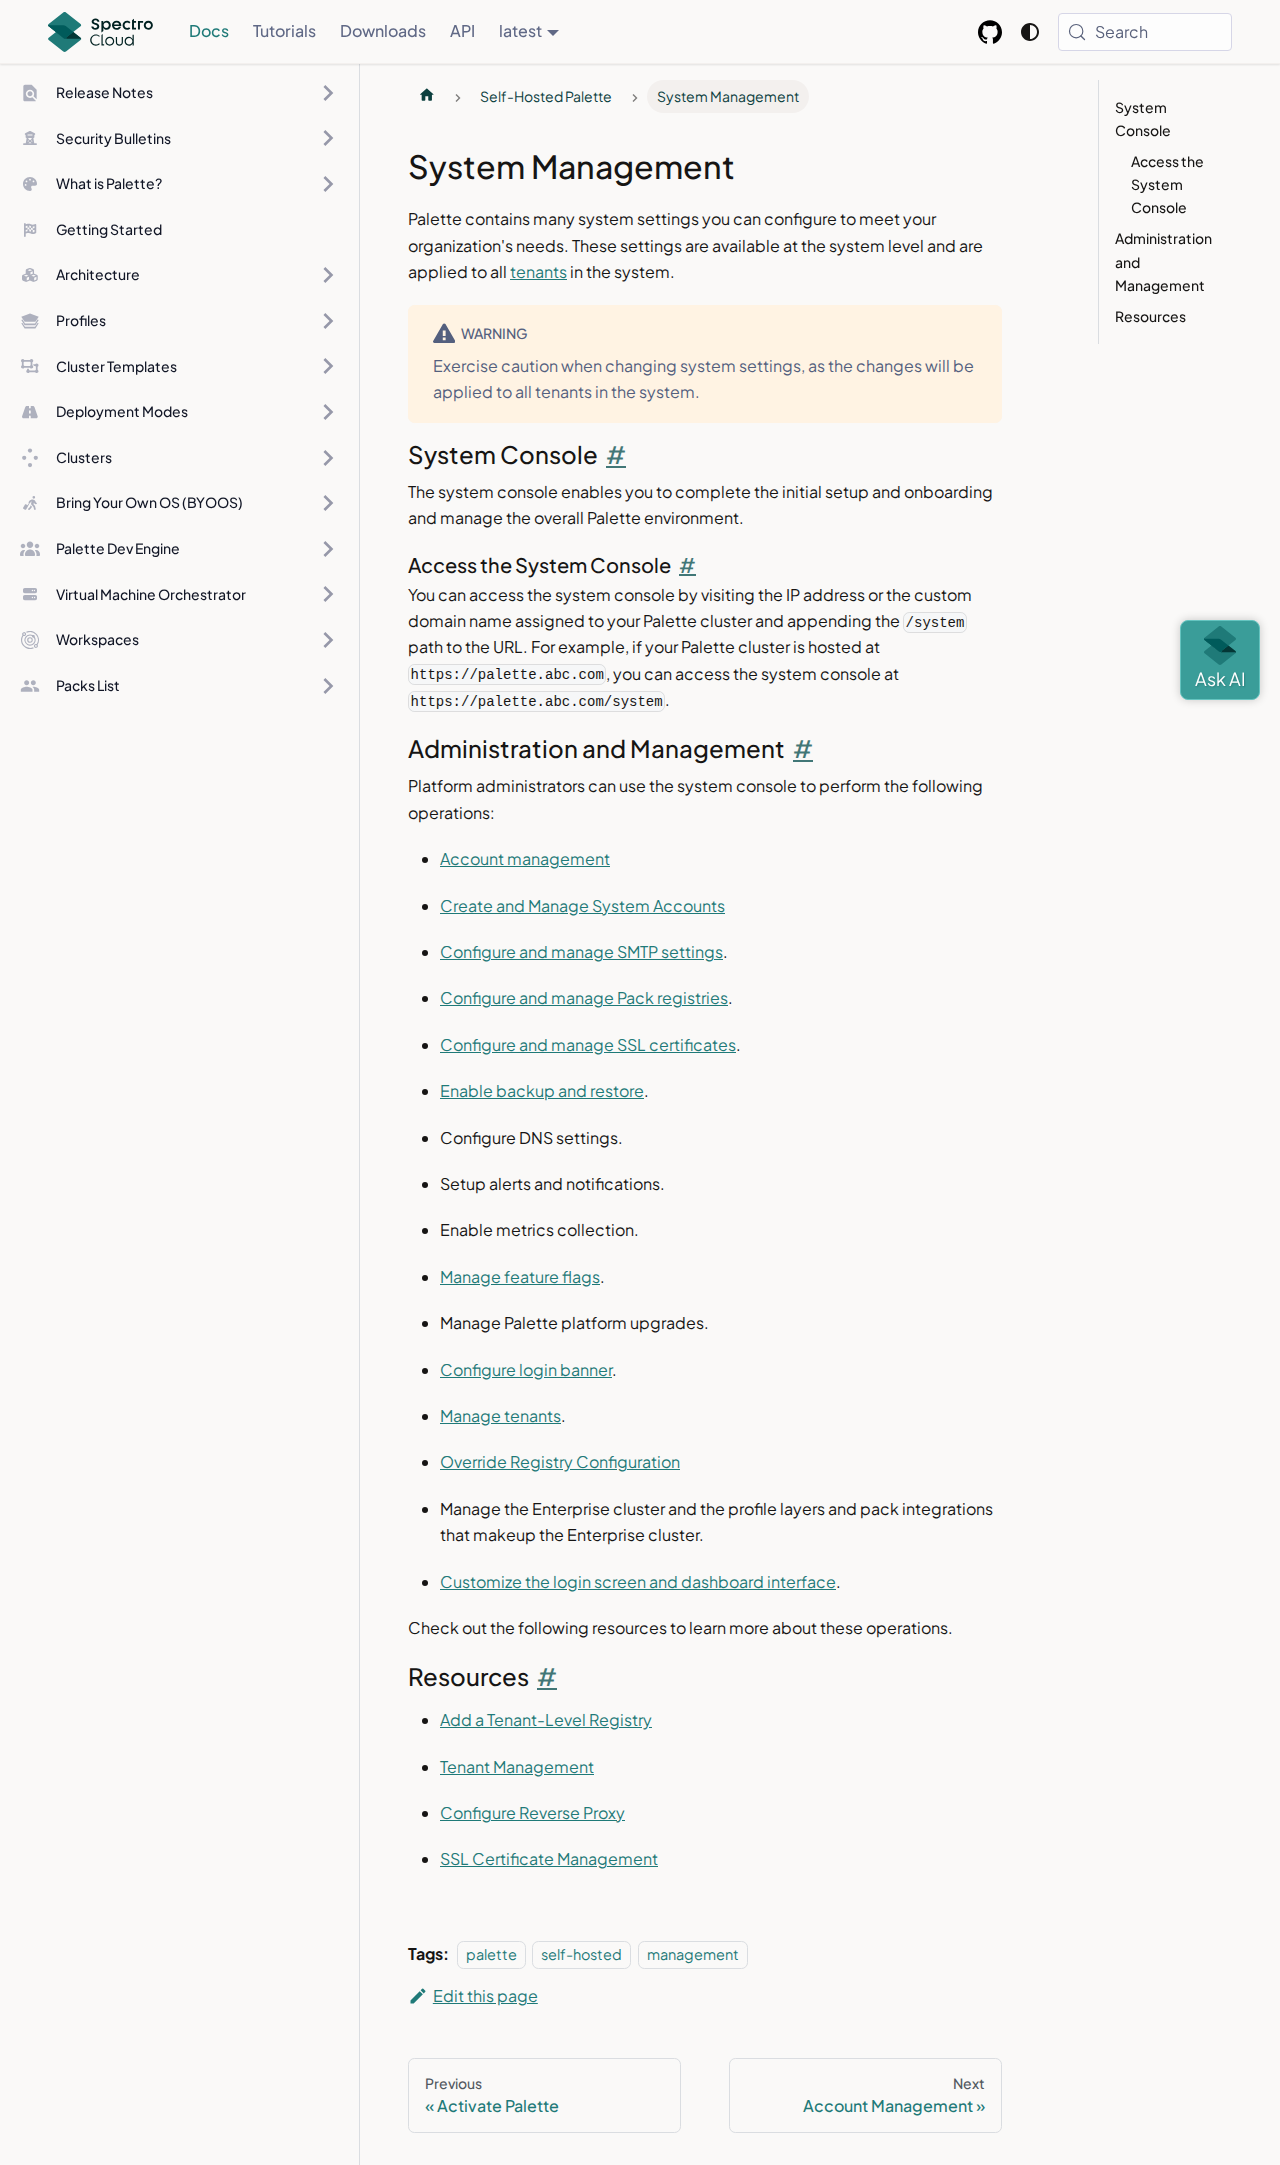 Spectro
Cloud
Docs
Tutorials
Downloads
API
latest
Search
Release Notes
Security Bulletins
What is Palette?
Getting Started
Architecture
Profiles
Cluster Templates
Deployment Modes
Clusters
Bring Your Own OS (BYOOS)
Palette Dev Engine
Virtual Machine Orchestrator
Workspaces
Packs List
Self-Hosted Palette
System Management
System Management
Palette contains many system settings you can configure to meet your
organization's needs. These settings are available at the system level and are
applied to all tenants in the system.
WARNING
Exercise caution when changing system settings, as the changes will be
applied to all tenants in the system.
System Console #
The system console enables you to complete the initial setup and onboarding
and manage the overall Palette environment.
Access the System Console #
You can access the system console by visiting the IP address or the custom
domain name assigned to your Palette cluster and appending the /system
path to the URL. For example, if your Palette cluster is hosted at
https://palette.abc.com, you can access the system console at
https://palette.abc.com/system.
Administration and Management #
Platform administrators can use the system console to perform the following
operations:
Account management
Create and Manage System Accounts
Configure and manage SMTP settings.
Configure and manage Pack registries.
Configure and manage SSL certificates.
Enable backup and restore.
Configure DNS settings.
Setup alerts and notifications.
Enable metrics collection.
Manage feature flags.
Manage Palette platform upgrades.
Configure login banner.
Manage tenants.
Override Registry Configuration
Manage the Enterprise cluster and the profile layers and pack integrations
that makeup the Enterprise cluster.
Customize the login screen and dashboard interface.
Check out the following resources to learn more about these operations.
Resources #
Add a Tenant-Level Registry
Tenant Management
Configure Reverse Proxy
SSL Certificate Management
Tags: palette self-hosted management
Edit this page
Previous
« Activate Palette
Next
Account Management »
System
Console
Access the
System
Console
Administration
and
Management
Resources
Ask AI